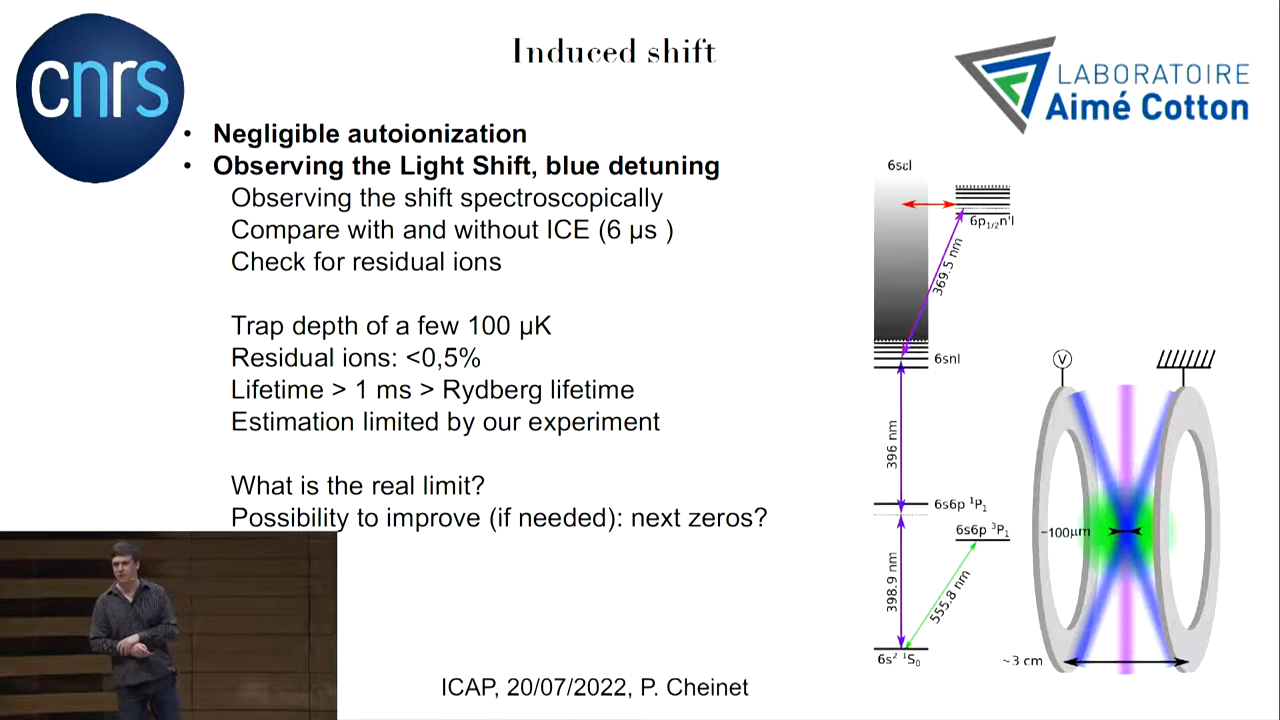 cnrs
Induced shift
LABORATOIRE
Aimé Cotton
• Negligible autoionization
• Observing the Light Shift, blue detuning
Observing the shift spectroscopically
Compare with and without ICE (6 µs )
Check for residual ions
Trap depth of a few 100 µK
Residual ions: <0,5%
Lifetime > 1 ms > Rydberg lifetime
Estimation limited by our experiment
What is the real limit?
Possibility to improve (if needed): next zeros?
6sεl
6p1/2n'l
369.5 nm
6snl
396 nm
6s6p ¹P₁
6s6p ³P₁
398.9 nm
555.8 nm
6s² ¹S₀
V
~100µm
~3 cm
ICAP, 20/07/2022, P. Cheinet